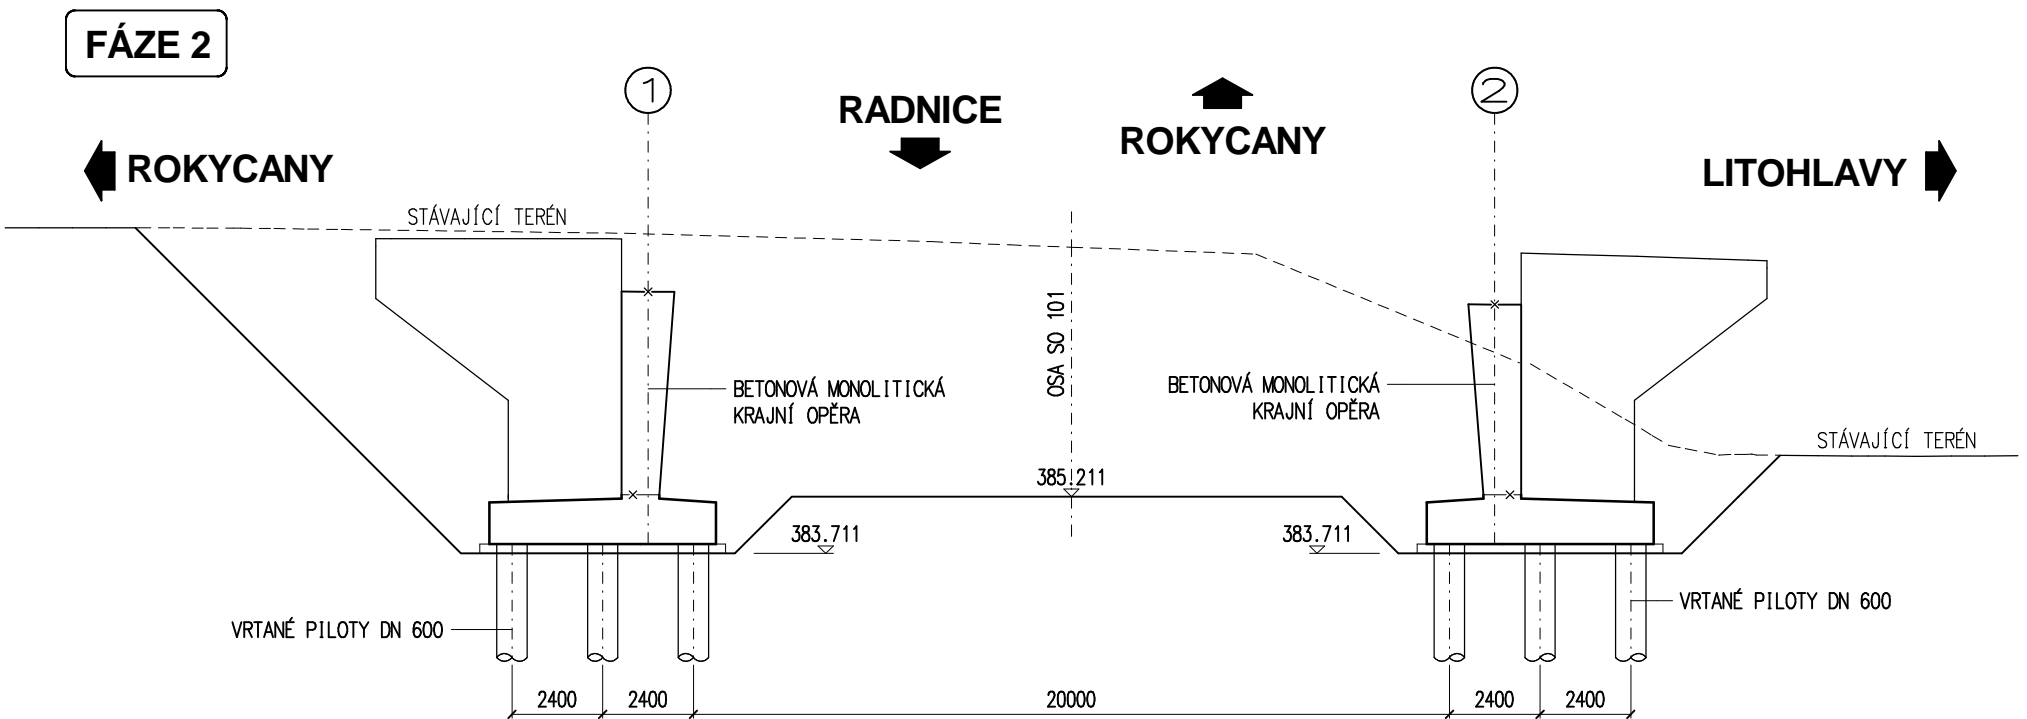 FÁZE 2
1
2
RADNICE
ROKYCANY
ROKYCANY
LITOHLAVY
STÁVAJÍCÍ TERÉN
OSA SO 101
BETONOVÁ MONOLITICKÁ
KRAJNÍ OPĚRA
BETONOVÁ MONOLITICKÁ
KRAJNÍ OPĚRA
STÁVAJÍCÍ TERÉN
385.211
383.711
383.711
VRTANÉ PILOTY DN 600
VRTANÉ PILOTY DN 600
2400
2400
20000
2400
2400